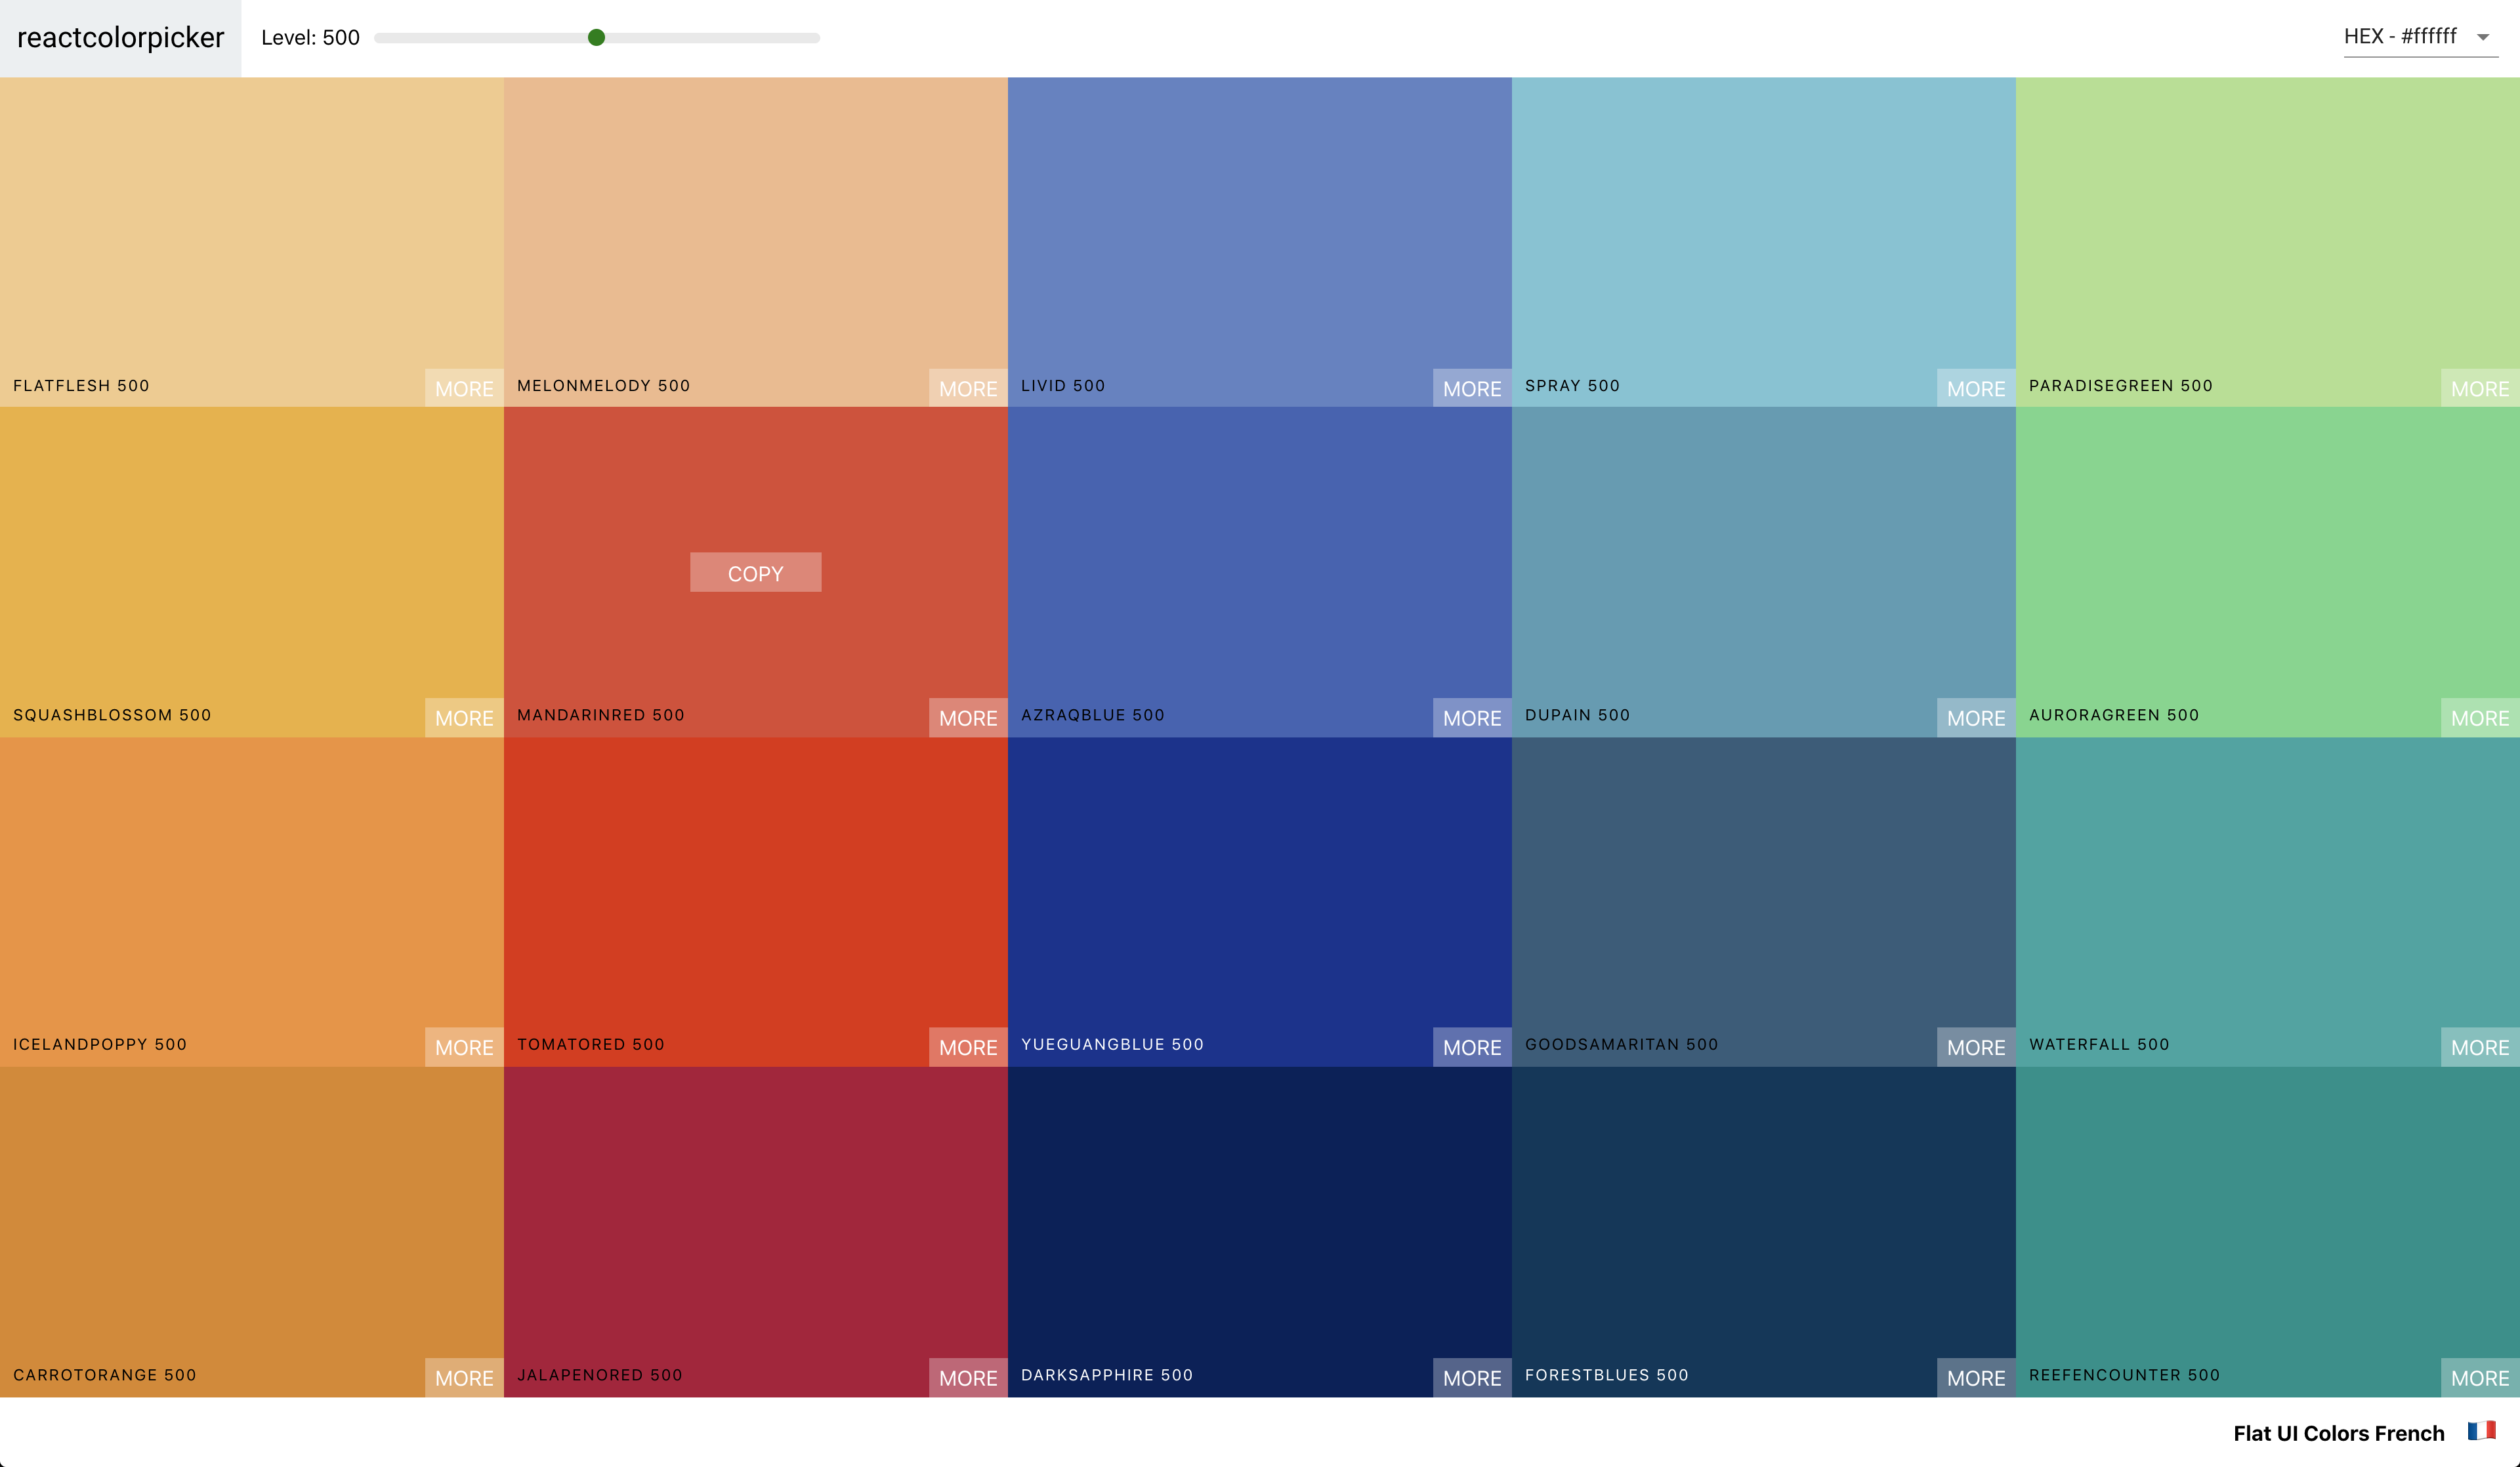 reactcolorpicker
Level: 500
HEX - #ffffff
FLATFLESH 500
MORE
MELONMELODY 500
MORE
LIVID 500
MORE
SPRAY 500
MORE
PARADISEGREEN 500
MORE
SQUASHBLOSSOM 500
MORE
COPY
MANDARINRED 500
MORE
AZRAQBLUE 500
MORE
DUPAIN 500
MORE
AURORAGREEN 500
MORE
ICELANDPOPPY 500
MORE
TOMATORED 500
MORE
YUEGUANGBLUE 500
MORE
GOODSAMARITAN 500
MORE
WATERFALL 500
MORE
CARROTORANGE 500
MORE
JALAPENORED 500
MORE
DARKSAPPHIRE 500
MORE
FORESTBLUES 500
MORE
REEFENCOUNTER 500
MORE
Flat UI Colors French